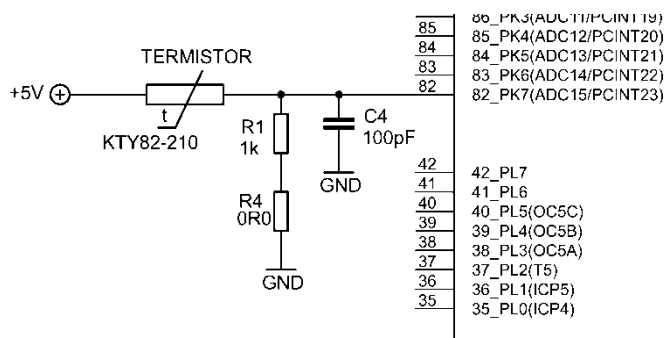 86_PK3(ADC11/PCINT19)
85
85_PK4(ADC12/PCINT20)
84
84_PK5(ADC13/PCINT21)
83
83_PK6(ADC14/PCINT22)
82
82_PK7(ADC15/PCINT23)
TERMISTOR
+5V
t
KTY82-210
R1
1k
C4
100pF
GND
R4
0R0
GND
42
42_PL7
41
41_PL6
40
40_PL5(OC5C)
39
39_PL4(OC5B)
38
38_PL3(OC5A)
37
37_PL2(T5)
36
36_PL1(ICP5)
35
35_PL0(ICP4)